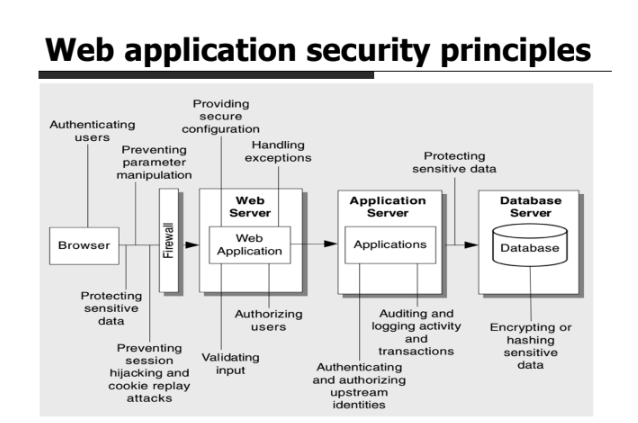 Web application security principles
Providing
secure
configuration
Authenticating
users
Preventing
parameter
manipulation
Handling
exceptions
Protecting
sensitive data
Web
Server
Application
Server
Database
Server
Browser
Firewall
Web
Application
Applications
Database
Protecting
sensitive
data
Preventing
session
hijacking and
cookie replay
attacks
Validating
input
Authorizing
users
Authenticating
and authorizing
upstream
identities
Auditing and
logging activity
and
transactions
Encrypting or
hashing
sensitive
data